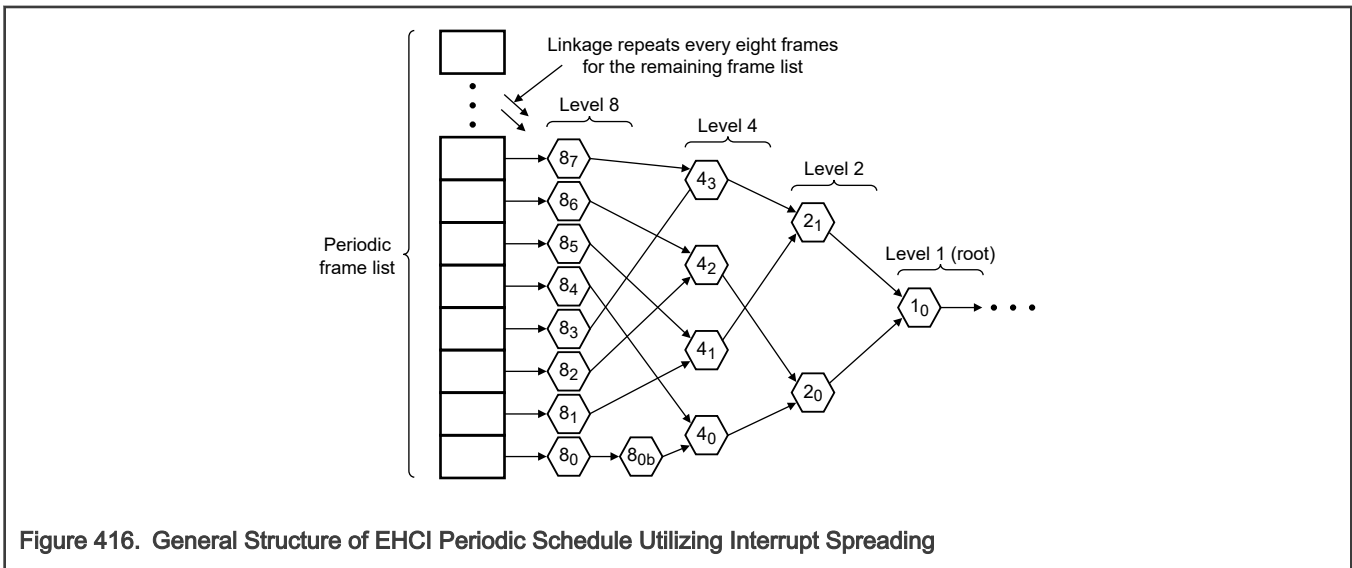 Linkage repeats every eight frames
for the remaining frame list
Level 8
Level 4
Level 2
Level 1 (root)
Periodic
frame list
87
86
85
84
83
82
81
80
80b
43
42
41
40
21
20
10
Figure 416. General Structure of EHCI Periodic Schedule Utilizing Interrupt Spreading